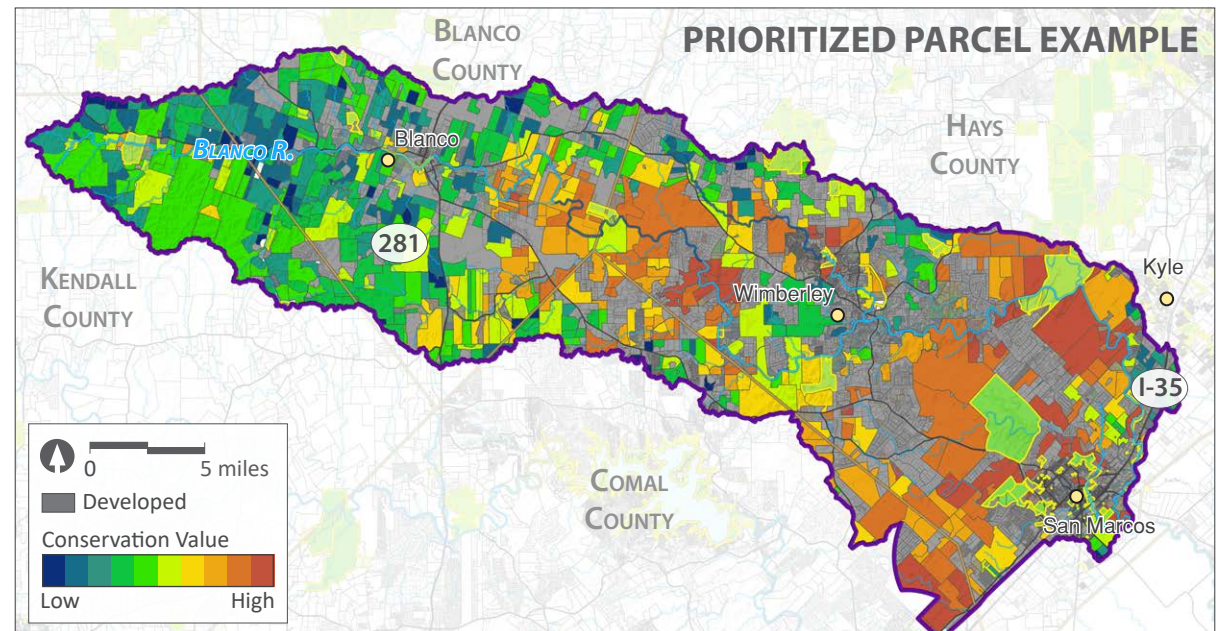 PRIORITIZED PARCEL EXAMPLE
BLANCO
COUNTY
HAYS
COUNTY
Blanco
BLANCO R.
281
KENDALL
COUNTY
Kyle
Wimberley
I-35
COMAL
COUNTY
San Marcos
0 5 miles
Developed
Conservation Value
Low High